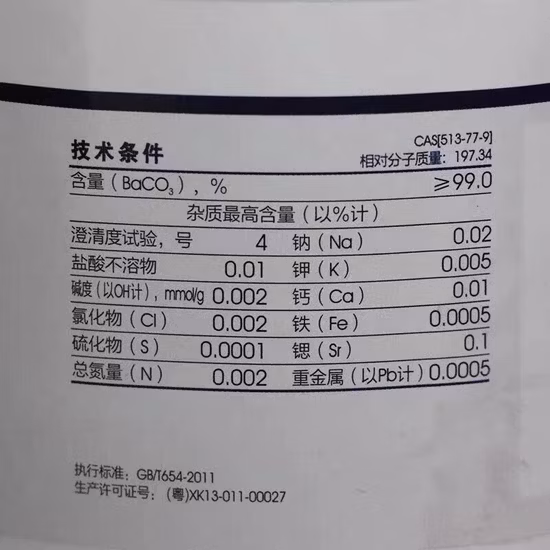 技术条件 CAS[513-77-9]
相对分子质量：197.34
含量（BaCO₃），% ≥99.0
杂质最高含量（以%计）
澄清度试验，号 4 钠（Na） 0.02
盐酸不溶物 0.01 钾（K） 0.005
碱度（以OH计），mmol/g 0.002 钙（Ca） 0.01
氯化物（Cl） 0.002 铁（Fe） 0.0005
硫化物（S） 0.0001 锶（Sr） 0.1
总氮量（N） 0.002 重金属（以Pb计） 0.0005
执行标准：GB/T654-2011
生产许可证号：（粤）XK13-011-00027